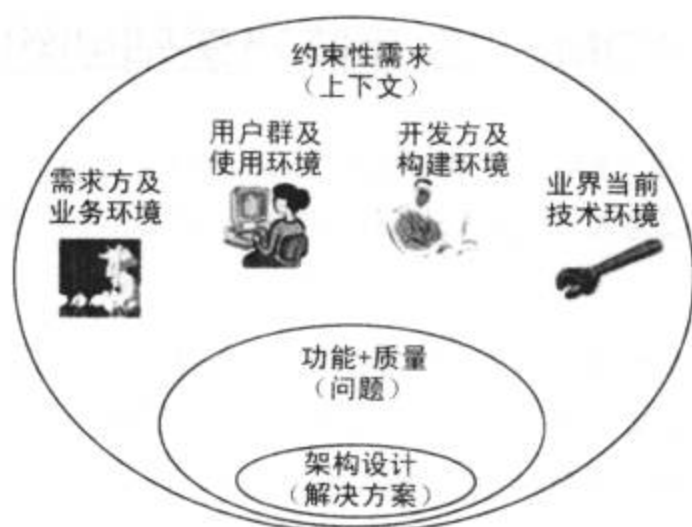 约束性需求
（上下文）
用户群及
使用环境
开发方及
构建环境
需求方及
业务环境
业界当前
技术环境
功能+质量
（问题）
架构设计
（解决方案）